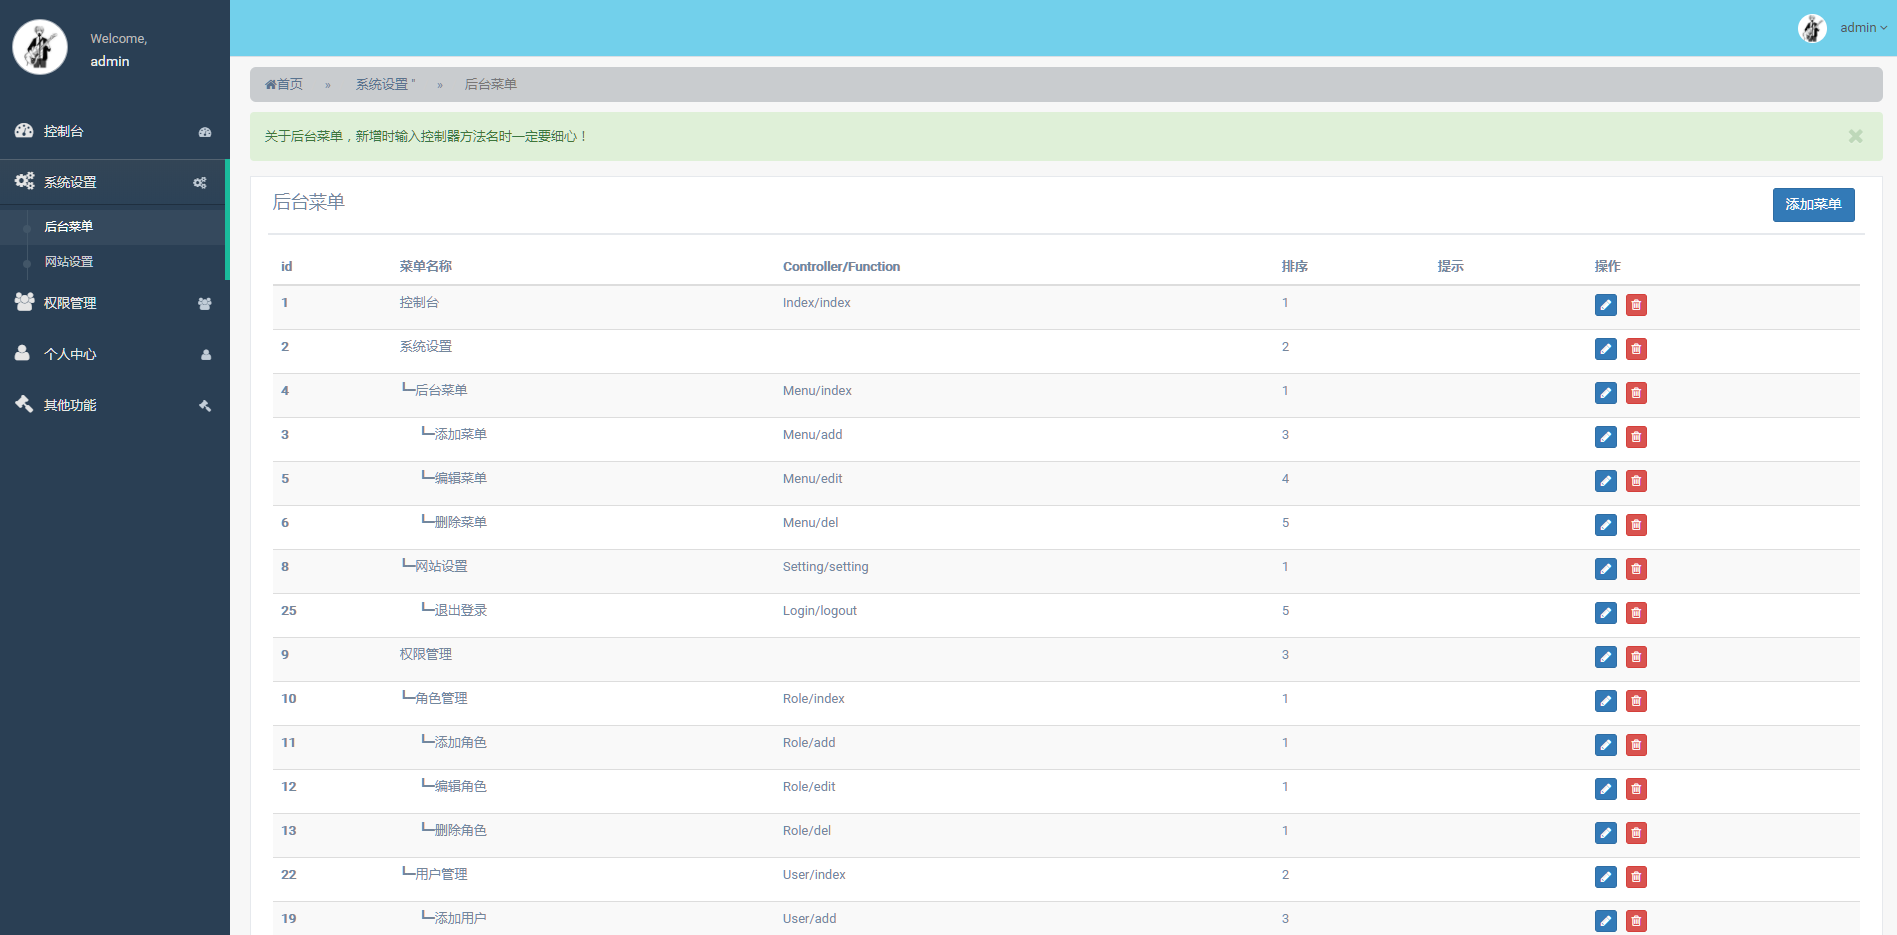 Welcome,
admin
控制台
系统设置
后台菜单
网站设置
权限管理
个人中心
其他功能
admin
首页 » 系统设置 " » 后台菜单
关于后台菜单，新增时输入控制器方法名时一定要细心！
后台菜单 添加菜单
id 菜单名称 Controller/Function 排序 提示 操作
1 控制台 Index/index 1
2 系统设置 2
4 ┗━后台菜单 Menu/index 1
3 ┗━添加菜单 Menu/add 3
5 ┗━编辑菜单 Menu/edit 4
6 ┗━删除菜单 Menu/del 5
8 ┗━网站设置 Setting/setting 1
25 ┗━退出登录 Login/logout 5
9 权限管理 3
10 ┗━角色管理 Role/index 1
11 ┗━添加角色 Role/add 1
12 ┗━编辑角色 Role/edit 1
13 ┗━删除角色 Role/del 1
22 ┗━用户管理 User/index 2
19 ┗━添加用户 User/add 3